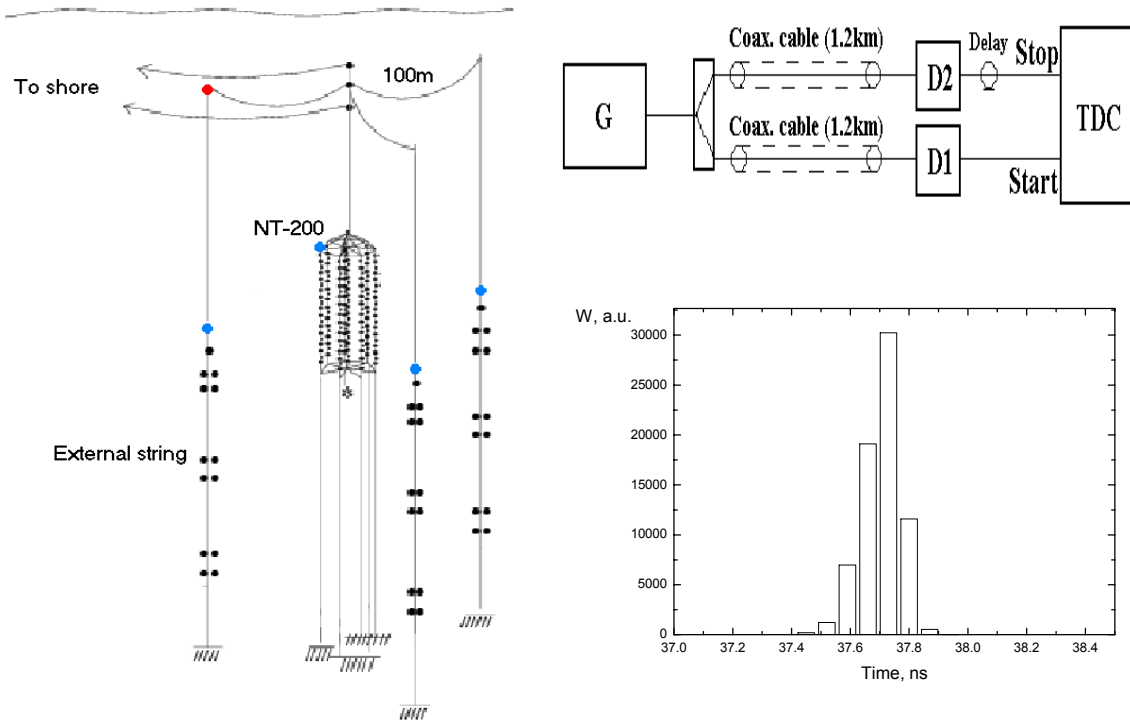 To shore
100m
NT-200
External string
G
Coax. cable (1.2km)
D2
Delay
Stop
TDC
Coax. cable (1.2km)
D1
Start
W, a.u.
30000
25000
20000
15000
10000
5000
0
37.0
37.2
37.4
37.6
37.8
38.0
38.2
38.4
Time, ns